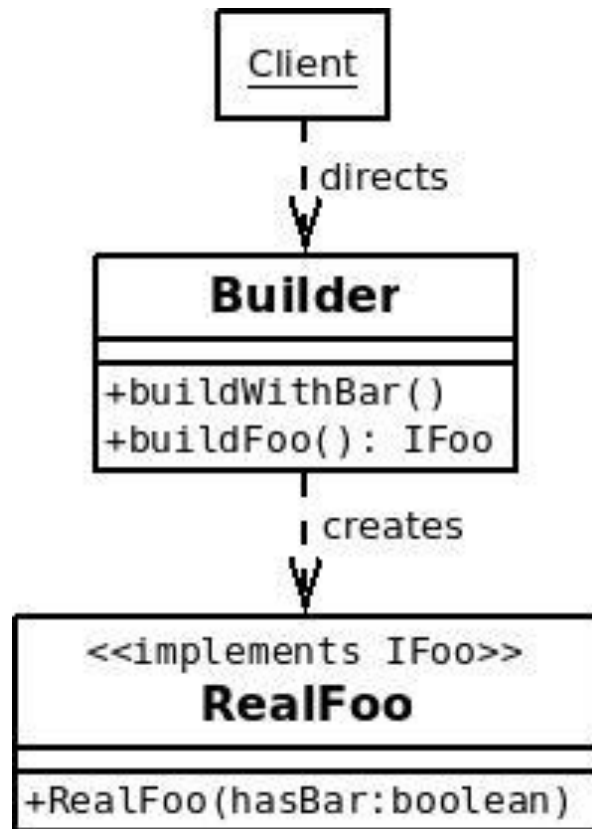 Client
directs
Builder
+buildWithBar()
+buildFoo(): IFoo
creates
<<implements IFoo>>
RealFoo
+RealFoo(hasBar:boolean)